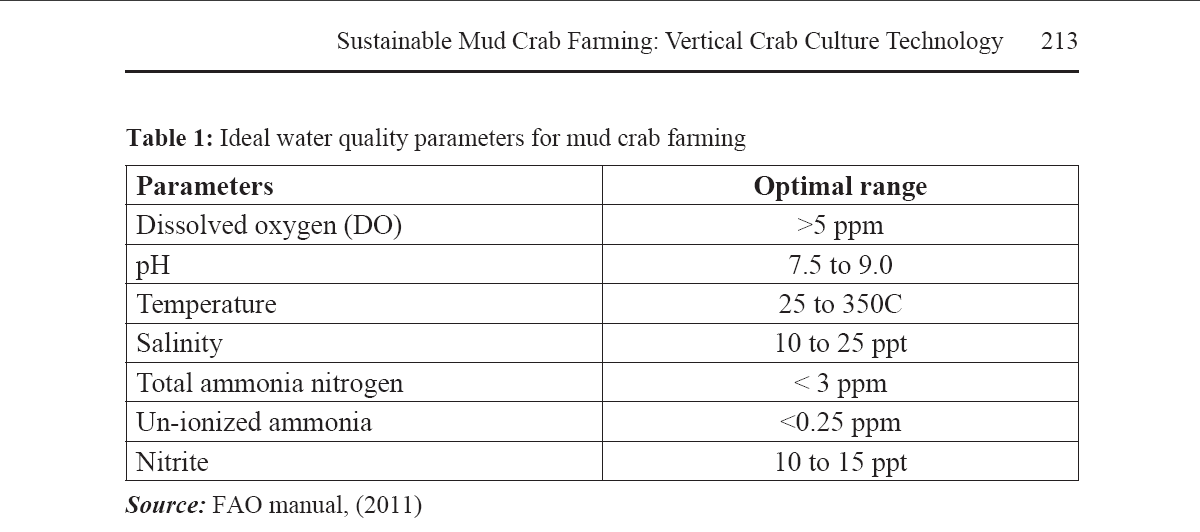 Sustainable Mud Crab Farming: Vertical Crab Culture Technology 213
Table 1: Ideal water quality parameters for mud crab farming
Parameters Optimal range
Dissolved oxygen (DO) >5 ppm
pH 7.5 to 9.0
Temperature 25 to 350C
Salinity 10 to 25 ppt
Total ammonia nitrogen < 3 ppm
Un-ionized ammonia <0.25 ppm
Nitrite 10 to 15 ppt
Source: FAO manual, (2011)